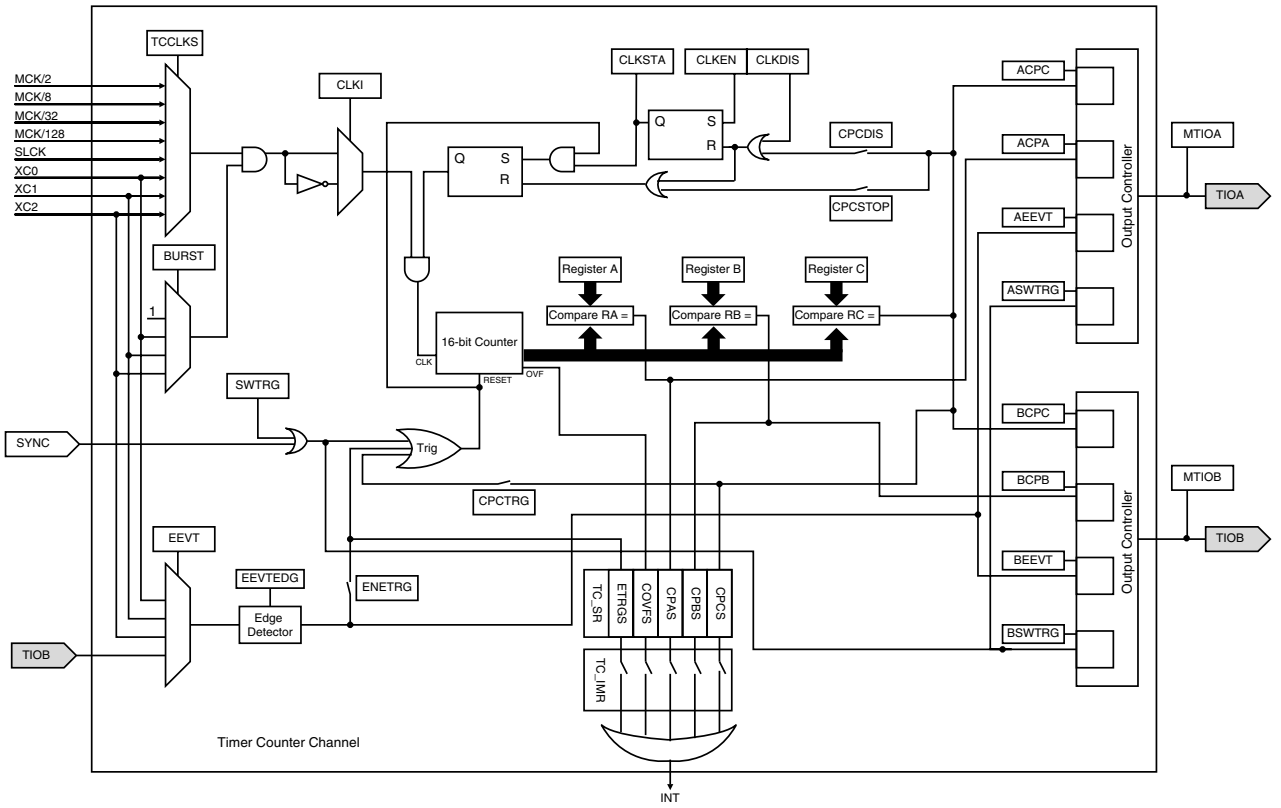 TCCLKS
MCK/2
MCK/8
MCK/32
MCK/128
SLCK
XC0
XC1
XC2
CLKI
CLKSTA
CLKEN
CLKDIS
Q
S
R
Q
S
R
CPCDIS
CPCSTOP
ACPC
ACPA
AEEVT
ASWTRG
Output Controller
MTIOA
TIOA
BURST
1
Register A
Register B
Register C
Compare RA =
Compare RB =
Compare RC =
16-bit Counter
CLK
RESET
OVF
SWTRG
SYNC
Trig
CPCTRG
BCPC
BCPB
BEEVT
BSWTRG
Output Controller
MTIOB
TIOB
EEVT
EEVTEDG
Edge
Detector
ENETRG
TIOB
TC_SR
ETRGS
COVFS
CPAS
CPBS
CPCS
TC_IMR
Timer Counter Channel
INT